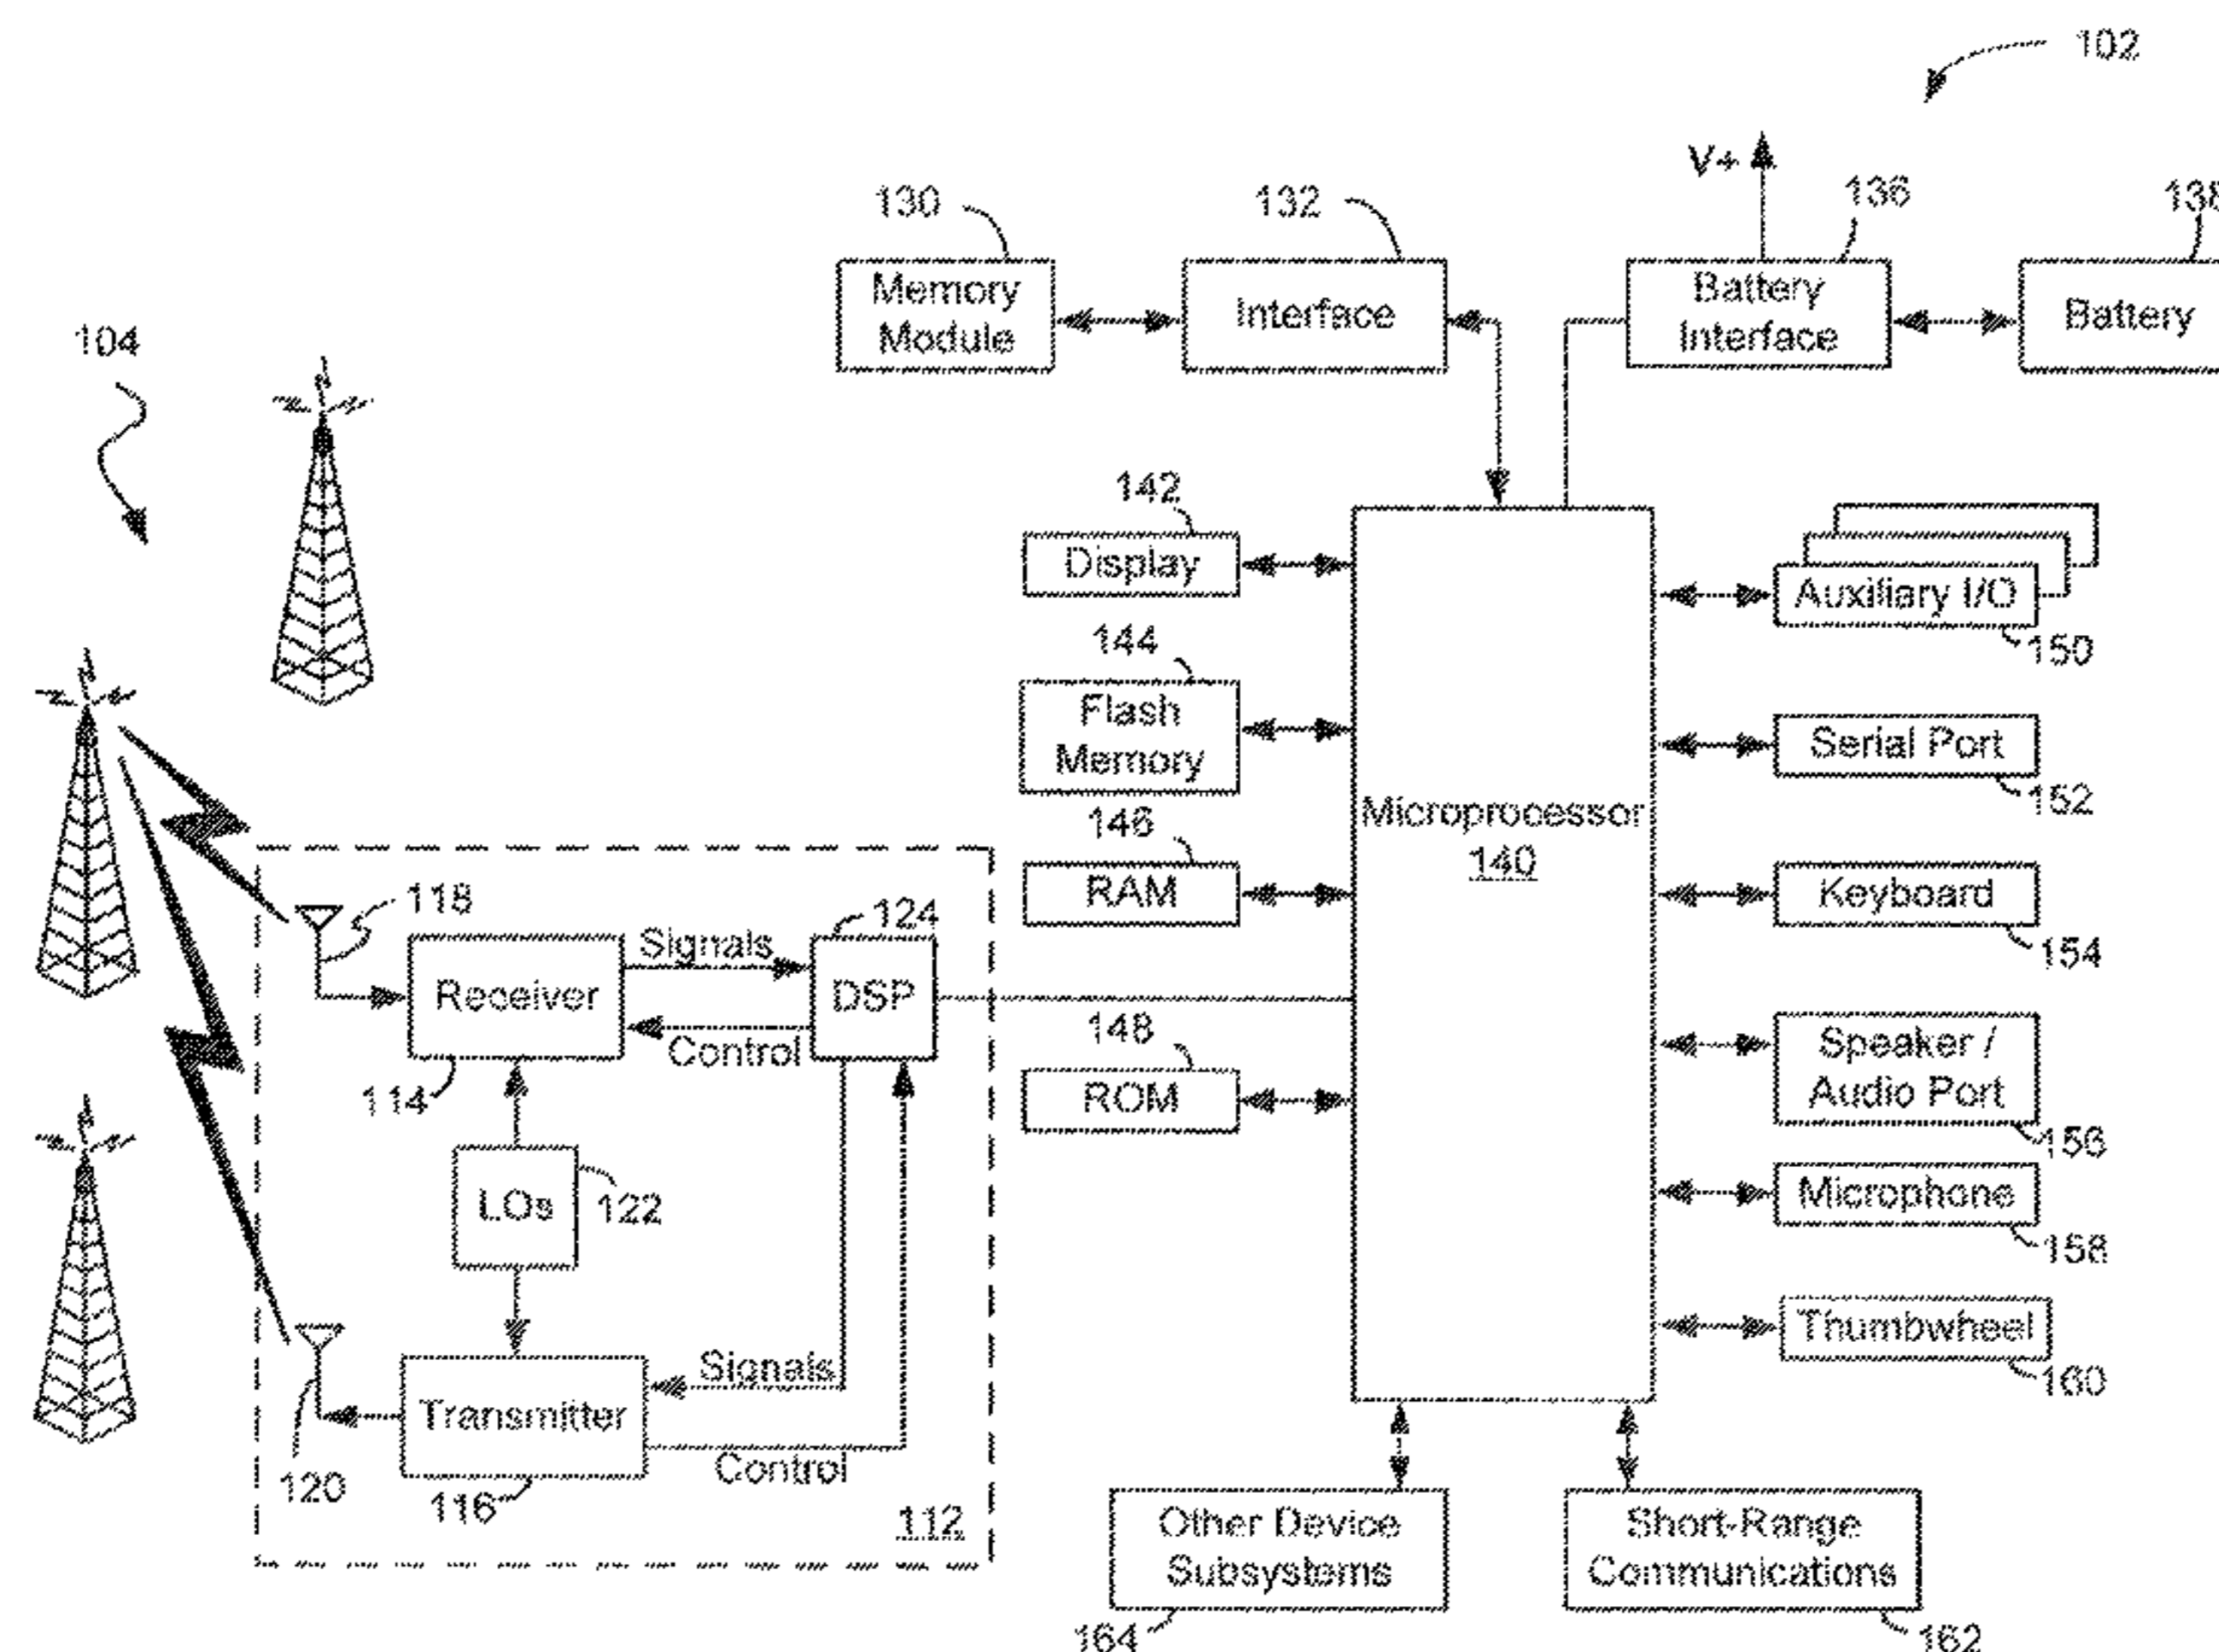 102
V+
130
132
136
138
Memory
Module
Interface
Battery
Interface
Battery
104
142
Display
Auxiliary I/O
150
144
Flash
Memory
Serial Port
152
Microprocessor
140
146
RAM
Keyboard
154
118
124
Signals
Receiver
DSP
Control
114
148
ROM
Speaker /
Audio Port
156
LOs
122
Microphone
158
Thumbwheel
160
Signals
Transmitter
Control
120
116
112
Other Device
Subsystems
Short-Range
Communications
164
162